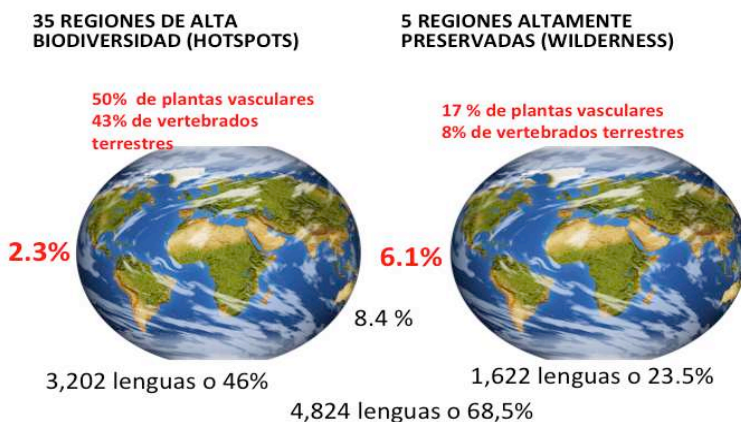 35 REGIONES DE ALTA
BIODIVERSIDAD (HOTSPOTS)
50% de plantas vasculares
43% de vertebrados
terrestres
2.3%
3,202 lenguas o 46%
5 REGIONES ALTAMENTE
PRESERVADAS (WILDERNESS)
17 % de plantas vasculares
8% de vertebrados terrestres
6.1%
8.4 %
1,622 lenguas o 23.5%
4,824 lenguas o 68,5%